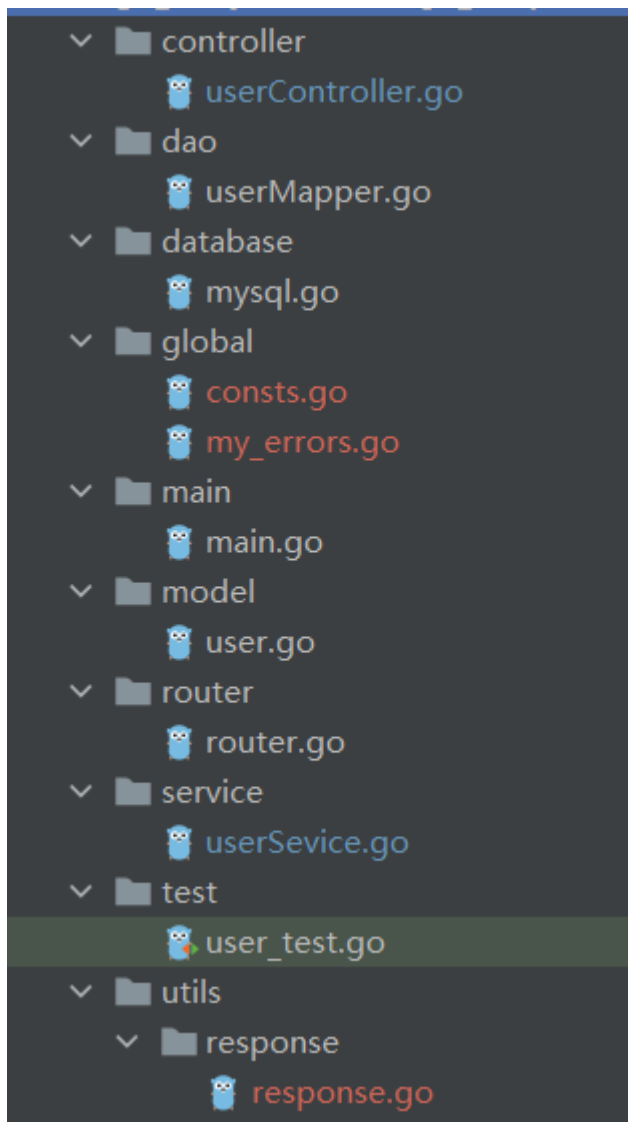 controller
userController.go
dao
userMapper.go
database
mysql.go
global
consts.go
my_errors.go
main
main.go
model
user.go
router
router.go
service
userSevice.go
test
user_test.go
utils
response
response.go